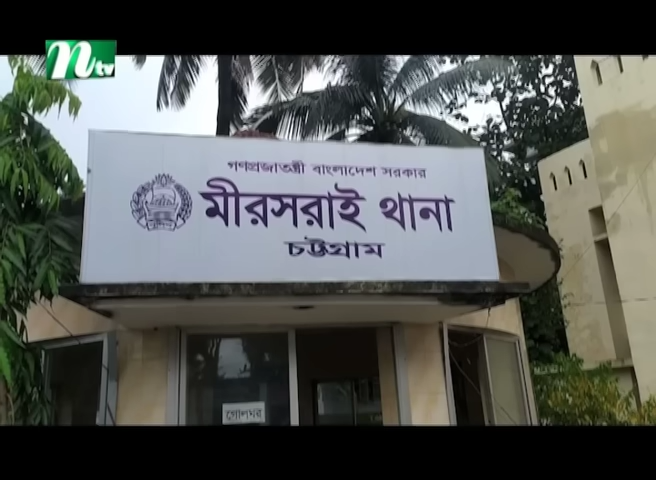 ntv
গণপ্রজাতন্ত্রী বাংলাদেশ সরকার
মীরসরাই থানা
চট্টগ্রাম
গোলঘর